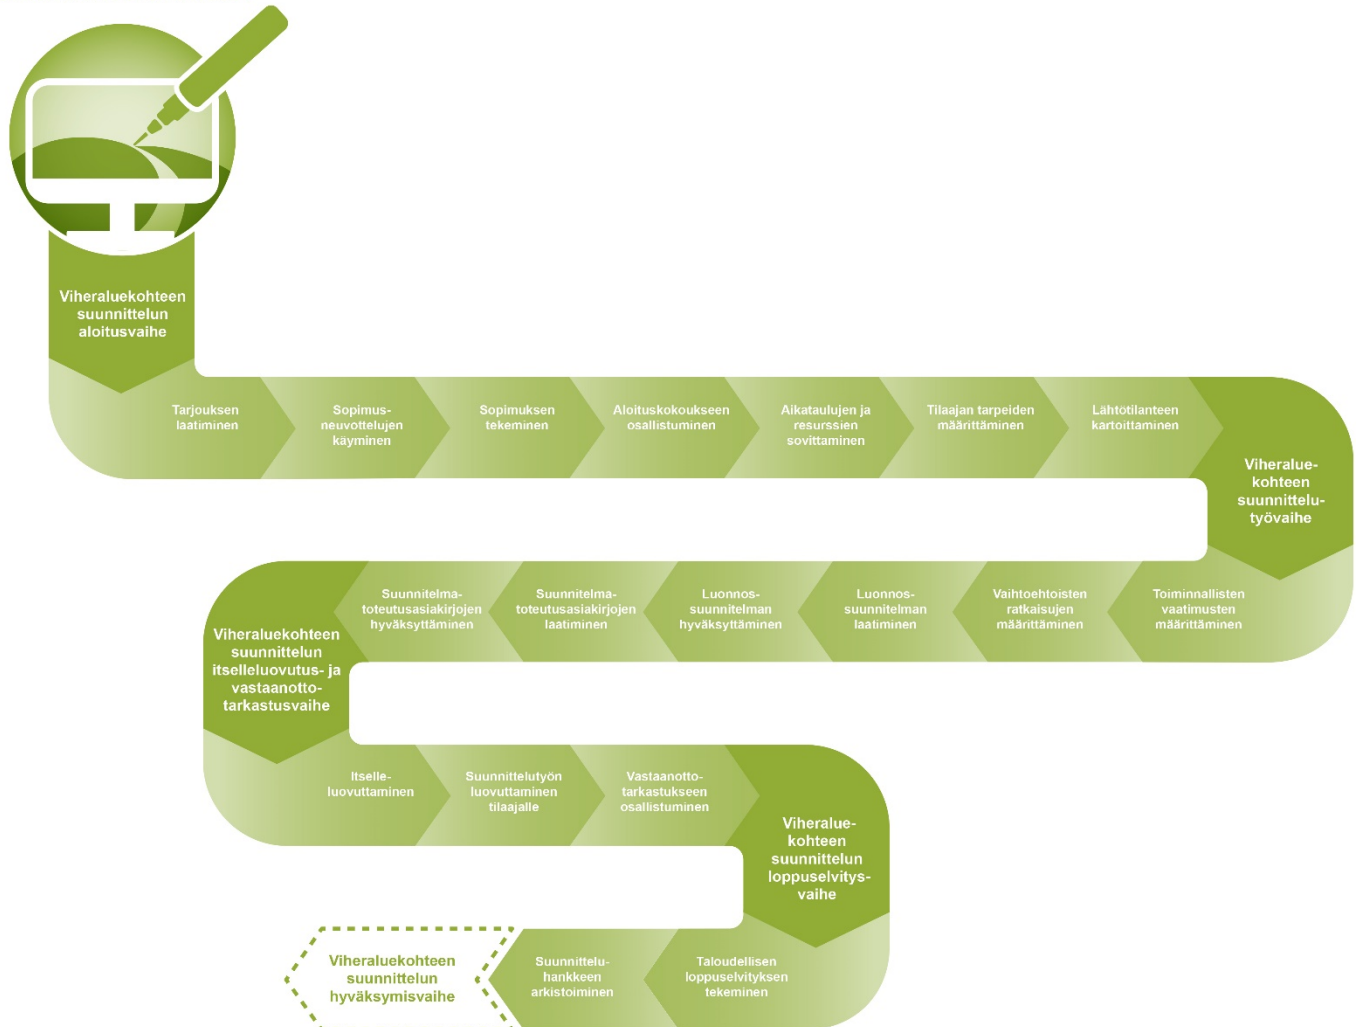 Viheraluekohteen
suunnittelun
aloitusvaihe
Tarjouksen
laatiminen
Sopimus-
neuvottelujen
käyminen
Sopimuksen
tekeminen
Aloituskokoukseen
osallistuminen
Aikataulujen ja
resurssien
sovittaminen
Tilaajan tarpeiden
määrittäminen
Lähtötilanteen
kartoittaminen
Viheralue-
kohteen
suunnittelu-
työvaihe
Toiminnallisten
vaatimusten
määrittäminen
Vaihtoehtoisten
ratkaisujen
määrittäminen
Luonnos-
suunnitelman
laatiminen
Luonnos-
suunnitelman
hyväksyttäminen
Suunnitelma-
toteutusasiakirjojen
laatiminen
Suunnitelma-
toteutusasiakirjojen
hyväksyttäminen
Viheraluekohteen
suunnittelun
itselleluovutus- ja
vastaanotto-
tarkastusvaihe
Itselle-
luovuttaminen
Suunnittelutyön
luovuttaminen
tilaajalle
Vastaanotto-
tarkastukseen
osallistuminen
Viheralue-
kohteen
suunnittelun
loppuselvitys-
vaihe
Taloudellisen
loppuselvityksen
tekeminen
Suunnittelu-
hankkeen
arkistoiminen
Viheraluekohteen
suunnittelun
hyväksymisvaihe